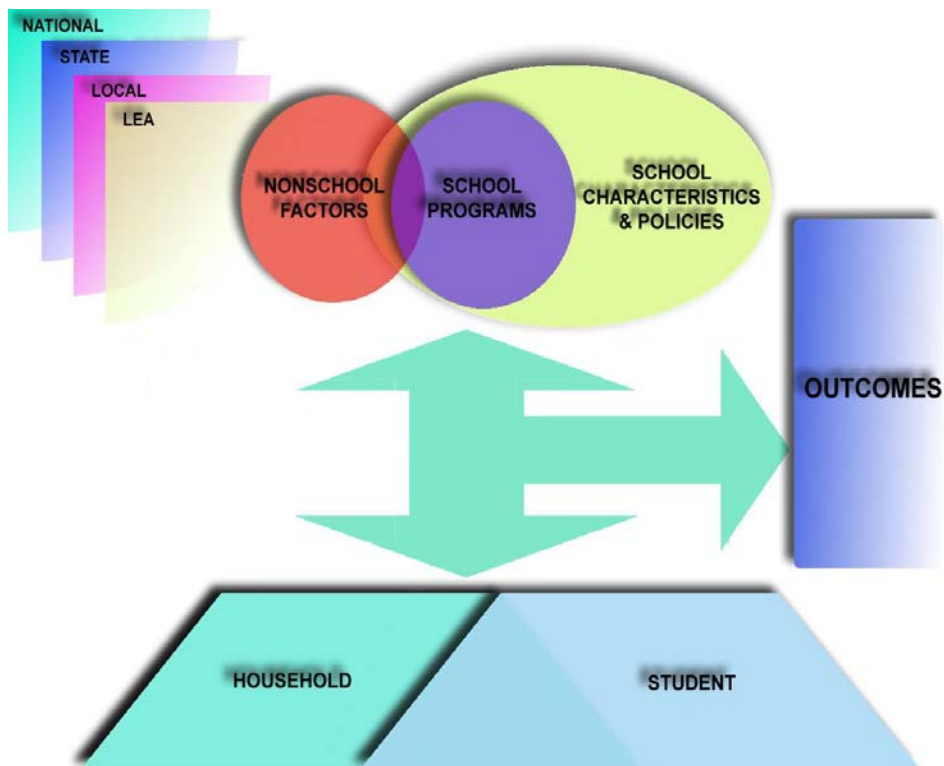 NATIONAL
STATE
LOCAL
LEA
NONSCHOOL
FACTORS
SCHOOL
PROGRAMS
SCHOOL
CHARACTERISTICS
& POLICIES
OUTCOMES
HOUSEHOLD
STUDENT